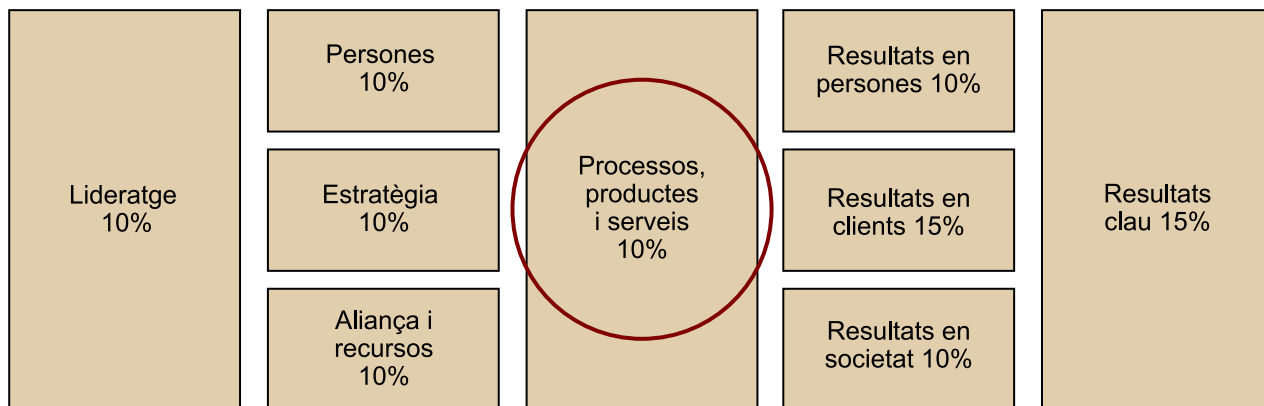 Lideratge
10%
Persones
10%
Estratègia
10%
Aliança i
recursos
10%
Processos,
productes
i serveis
10%
Resultats en
persones 10%
Resultats en
clients 15%
Resultats en
societat 10%
Resultats
clau 15%